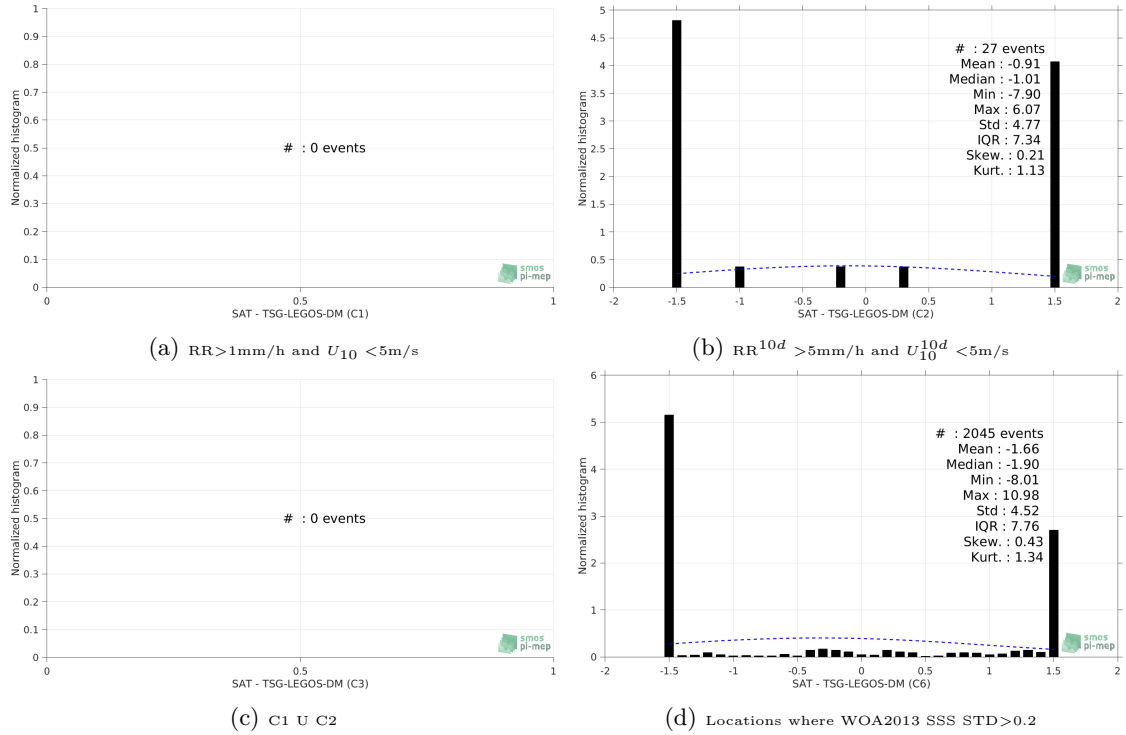 1
0.9
0.8
0.7
0.6
0.5
0.4
0.3
0.2
0.1
0
Normalized histogram
# : 0 events
smos
pi-mep
0 0.5 1
SAT - TSG-LEGOS-DM (C1)
(a) RR>1mm/h and U10 <5m/s
5
4.5
4
3.5
3
2.5
2
1.5
1
0.5
0
Normalized histogram
# : 27 events
Mean : -0.91
Median : -1.01
Min : -7.90
Max : 6.07
Std : 4.77
IQR : 7.34
Skew. : 0.21
Kurt. : 1.13
smos
pi-mep
-2 -1.5 -1 -0.5 0 0.5 1 1.5 2
SAT - TSG-LEGOS-DM (C2)
(b) RR^10d >5mm/h and U10^10d <5m/s
1
0.9
0.8
0.7
0.6
0.5
0.4
0.3
0.2
0.1
0
Normalized histogram
# : 0 events
smos
pi-mep
0 0.5 1
SAT - TSG-LEGOS-DM (C3)
(c) C1 U C2
6
5
4
3
2
1
0
Normalized histogram
# : 2045 events
Mean : -1.66
Median : -1.90
Min : -8.01
Max : 10.98
Std : 4.52
IQR : 7.76
Skew. : 0.43
Kurt. : 1.34
smos
pi-mep
-2 -1.5 -1 -0.5 0 0.5 1 1.5 2
SAT - TSG-LEGOS-DM (C6)
(d) Locations where WOA2013 SSS STD>0.2